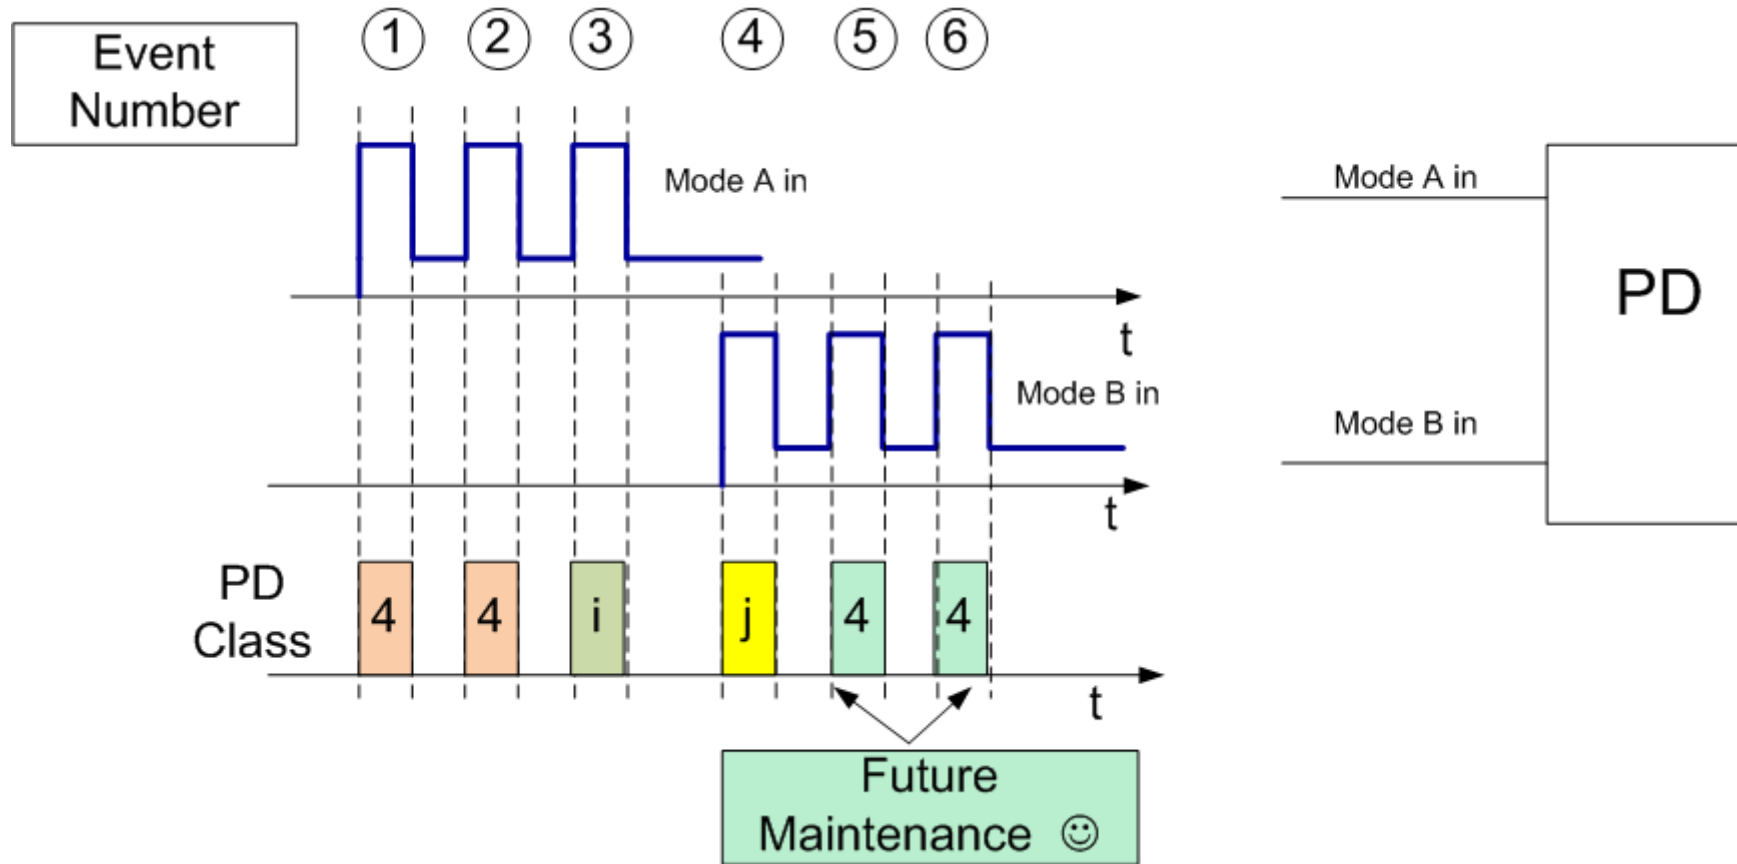 Event
Number
1 2 3 4 5 6
Mode A in
Mode A in
PD
t
Mode B in
Mode B in
t
PD
Class
4 4 i j 4 4
t
Future
Maintenance ☺